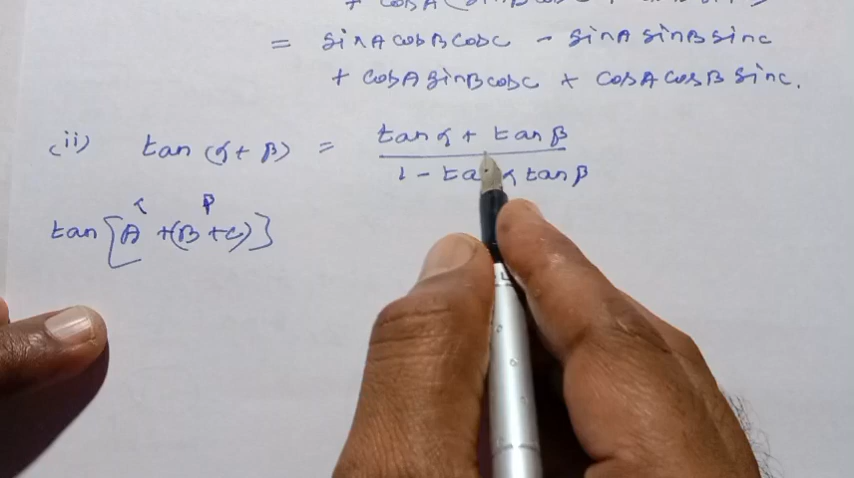 + cosA (
= sinA cosB cosC - sinA sinB sinC
+ cosA sinB cosC + cosA cosB sinC.
(ii) tan (α + β) = tan α + tan β
1 - tan α tan β
α β
tan [A + (B + C)]